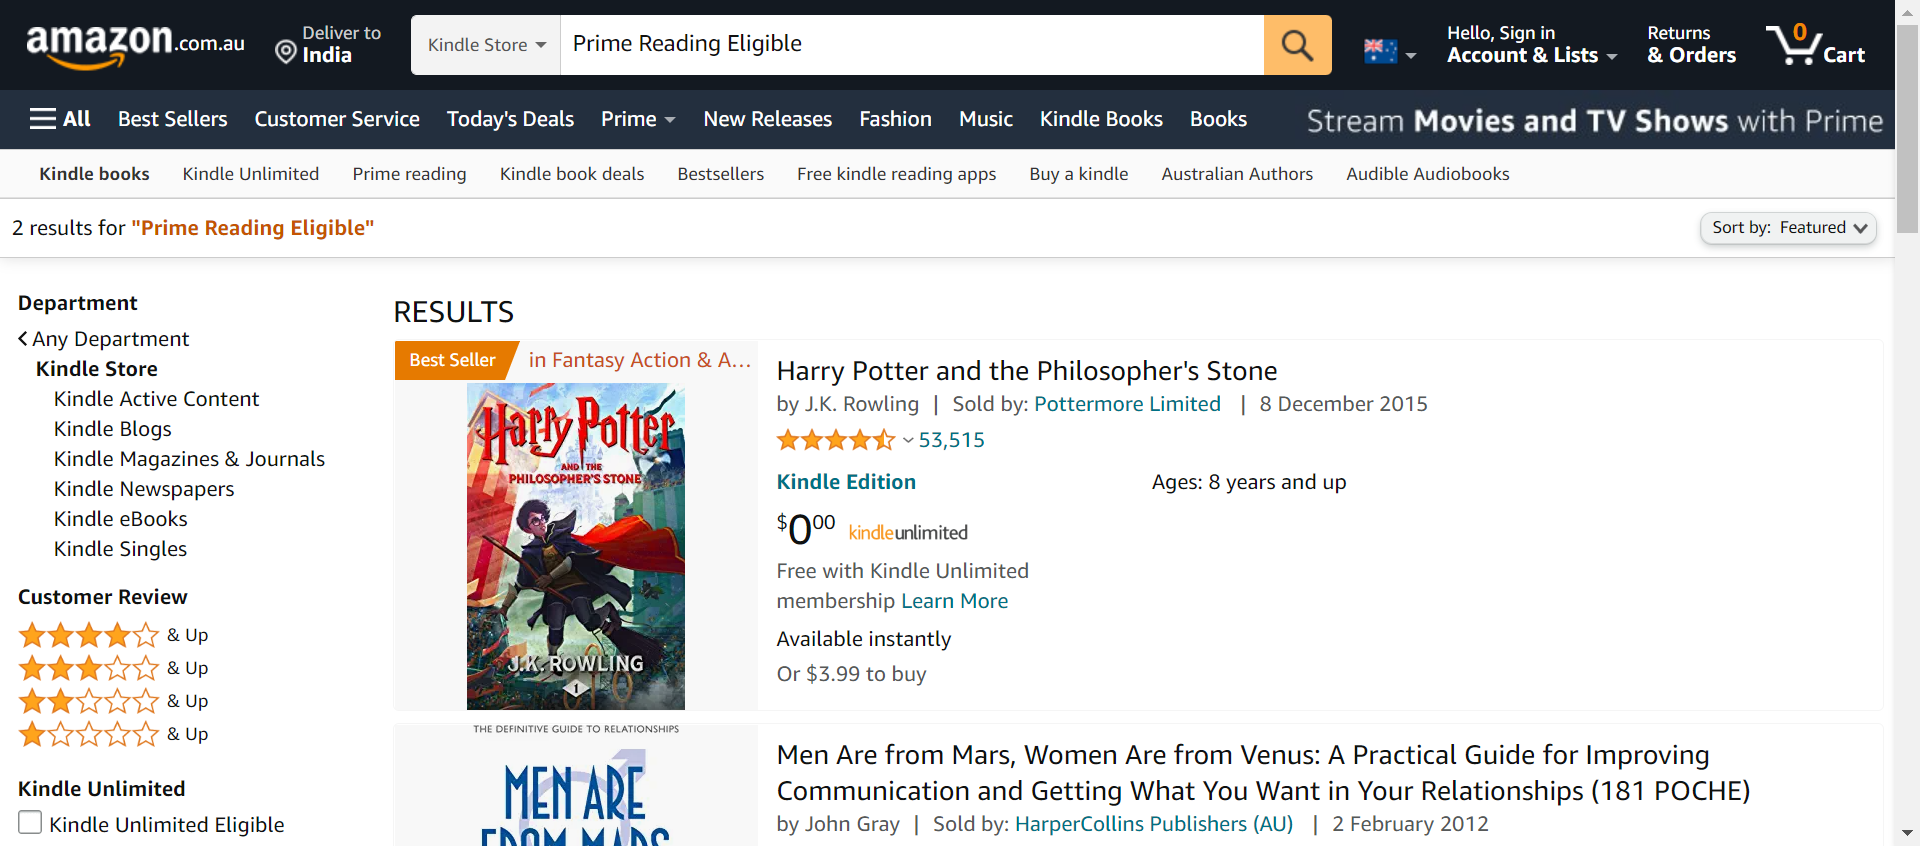 amazon.com.au
Deliver to
India
Kindle Store
Prime Reading Eligible
Hello, Sign in
Account & Lists
Returns
& Orders
0
Cart
All
Best Sellers
Customer Service
Today's Deals
Prime
New Releases
Fashion
Music
Kindle Books
Books
Stream Movies and TV Shows with Prime
Kindle books
Kindle Unlimited
Prime reading
Kindle book deals
Bestsellers
Free kindle reading apps
Buy a kindle
Australian Authors
Audible Audiobooks
2 results for "Prime Reading Eligible"
Sort by: Featured
Department
Any Department
Kindle Store
Kindle Active Content
Kindle Blogs
Kindle Magazines & Journals
Kindle Newspapers
Kindle eBooks
Kindle Singles
Customer Review
& Up
& Up
& Up
& Up
Kindle Unlimited
Kindle Unlimited Eligible
RESULTS
Best Seller
in Fantasy Action & A...
Harry Potter
AND THE
PHILOSOPHER'S STONE
J.K. ROWLING
1
Harry Potter and the Philosopher's Stone
by J.K. Rowling | Sold by: Pottermore Limited | 8 December 2015
53,515
Kindle Edition
Ages: 8 years and up
$000 kindleunlimited
Free with Kindle Unlimited
membership Learn More
Available instantly
Or $3.99 to buy
THE DEFINITIVE GUIDE TO RELATIONSHIPS
MEN ARE
FROM MARS
Men Are from Mars, Women Are from Venus: A Practical Guide for Improving
Communication and Getting What You Want in Your Relationships (181 POCHE)
by John Gray | Sold by: HarperCollins Publishers (AU) | 2 February 2012